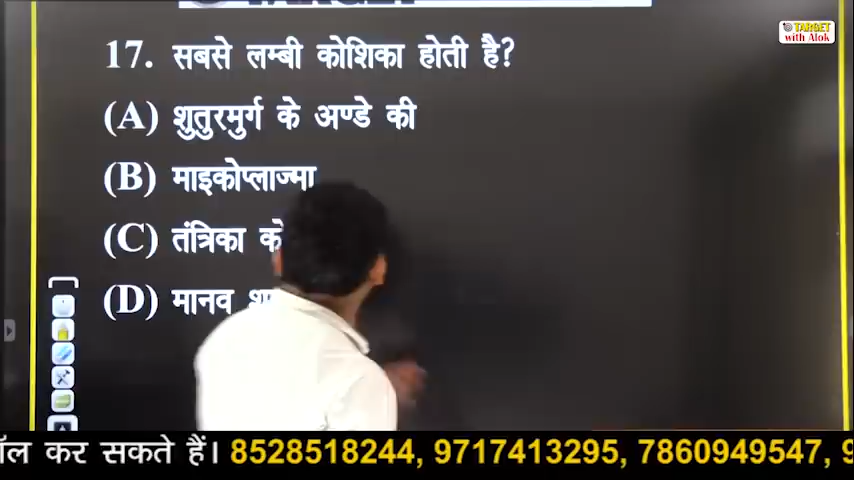 TARGET
with Alok
17. सबसे लम्बी कोशिका होती है?
(A) शुतुरमुर्ग के अण्डे की
(B) माइकोप्लाज्मा
(C) तंत्रिका
(D) मानव
कर सकते हैं। 8528518244, 9717413295, 7860949547,